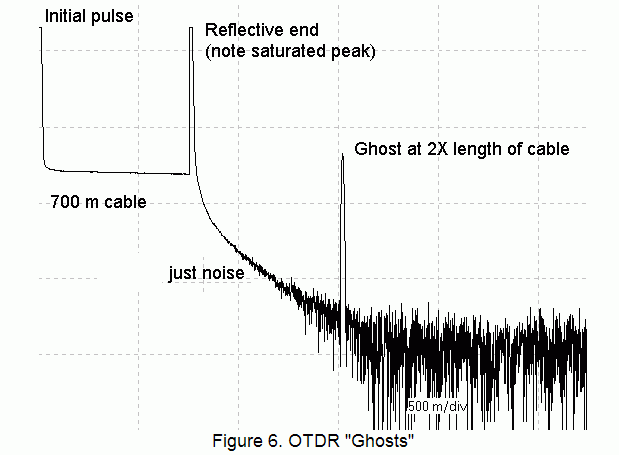 Initial pulse
Reflective end
(note saturated peak)
Ghost at 2X length of cable
700 m cable
just noise
500 m/div
Figure 6. OTDR "Ghosts"